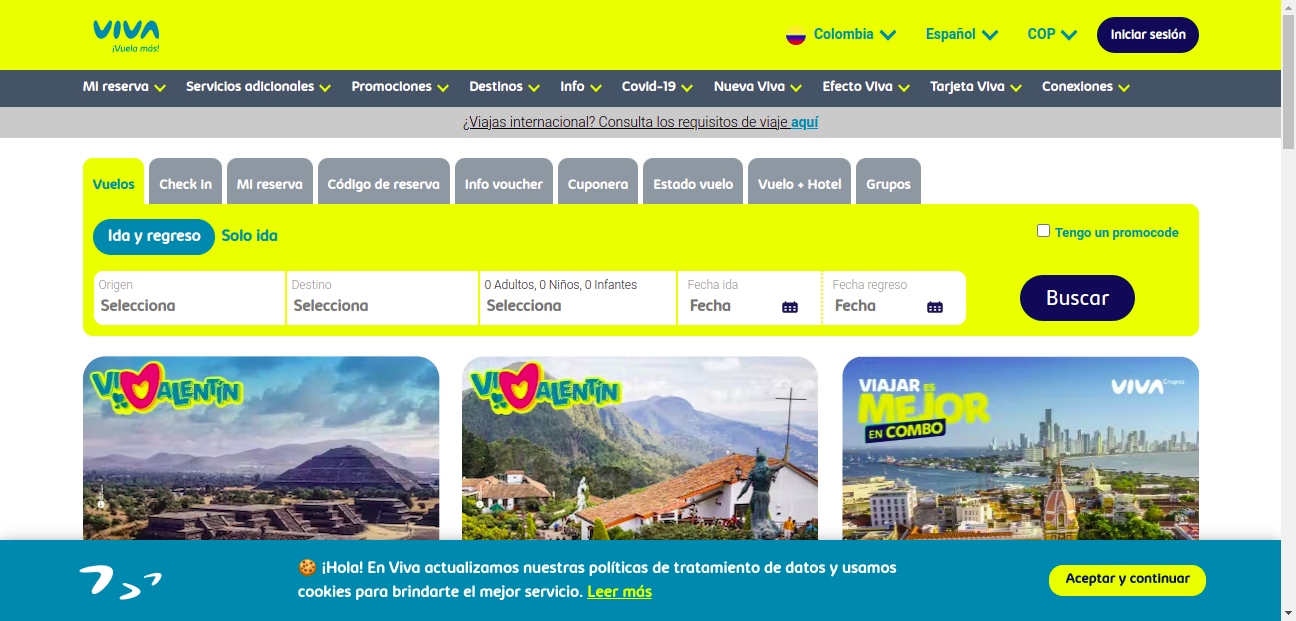 VIVA
¡Vuela más!
Colombia
Español
COP
Iniciar sesión
Mi reserva
Servicios adicionales
Promociones
Destinos
Info
Covid-19
Nueva Viva
Efecto Viva
Tarjeta Viva
Conexiones
¿Viajas internacional? Consulta los requisitos de viaje aquí
Vuelos
Check In
Mi reserva
Código de reserva
Info voucher
Cuponera
Estado vuelo
Vuelo + Hotel
Grupos
Ida y regreso
Solo ida
Tengo un promocode
Origen
Selecciona
Destino
Selecciona
0 Adultos, 0 Niños, 0 Infantes
Selecciona
Fecha ida
Fecha
Fecha regreso
Fecha
Buscar
VIVALENTÍN
VIVALENTÍN
VIAJAR ES
MEJOR
EN COMBO
VIVA Grupos
¡Hola! En Viva actualizamos nuestras políticas de tratamiento de datos y usamos
cookies para brindarte el mejor servicio. Leer más
Aceptar y continuar